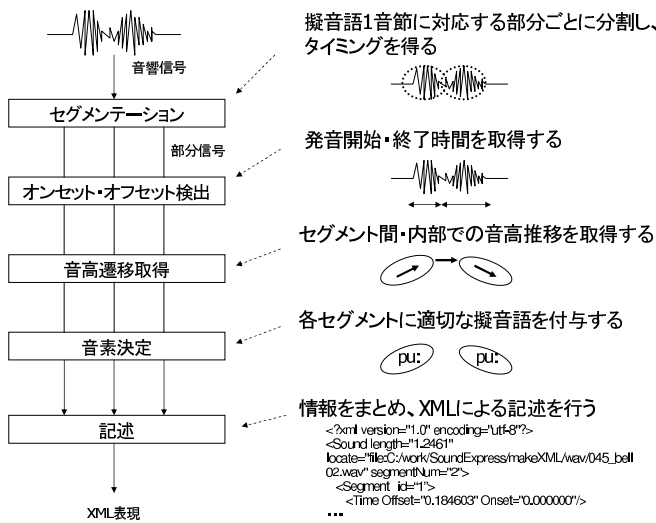 擬音語1音節に対応する部分ごとに分割し、
タイミングを得る
音響信号
セグメンテーション
部分信号
発音開始・終了時間を取得する
オンセット・オフセット検出
セグメント間・内部での音高推移を取得する
音高遷移取得
各セグメントに適切な擬音語を付与する
音素決定
pu:
pu:
情報をまとめ、XMLによる記述を行う
記述
<?xml version="1.0" encoding="utf-8"?>
<Sound length="1.2461"
locate="file:C:/work/SoundExpress/makeXML/wav/045_bell
02.wav" segmentNum="2">
<Segment id="1">
<Time Offset="0.184603" Onset="0.000000"/>
...
XML表現